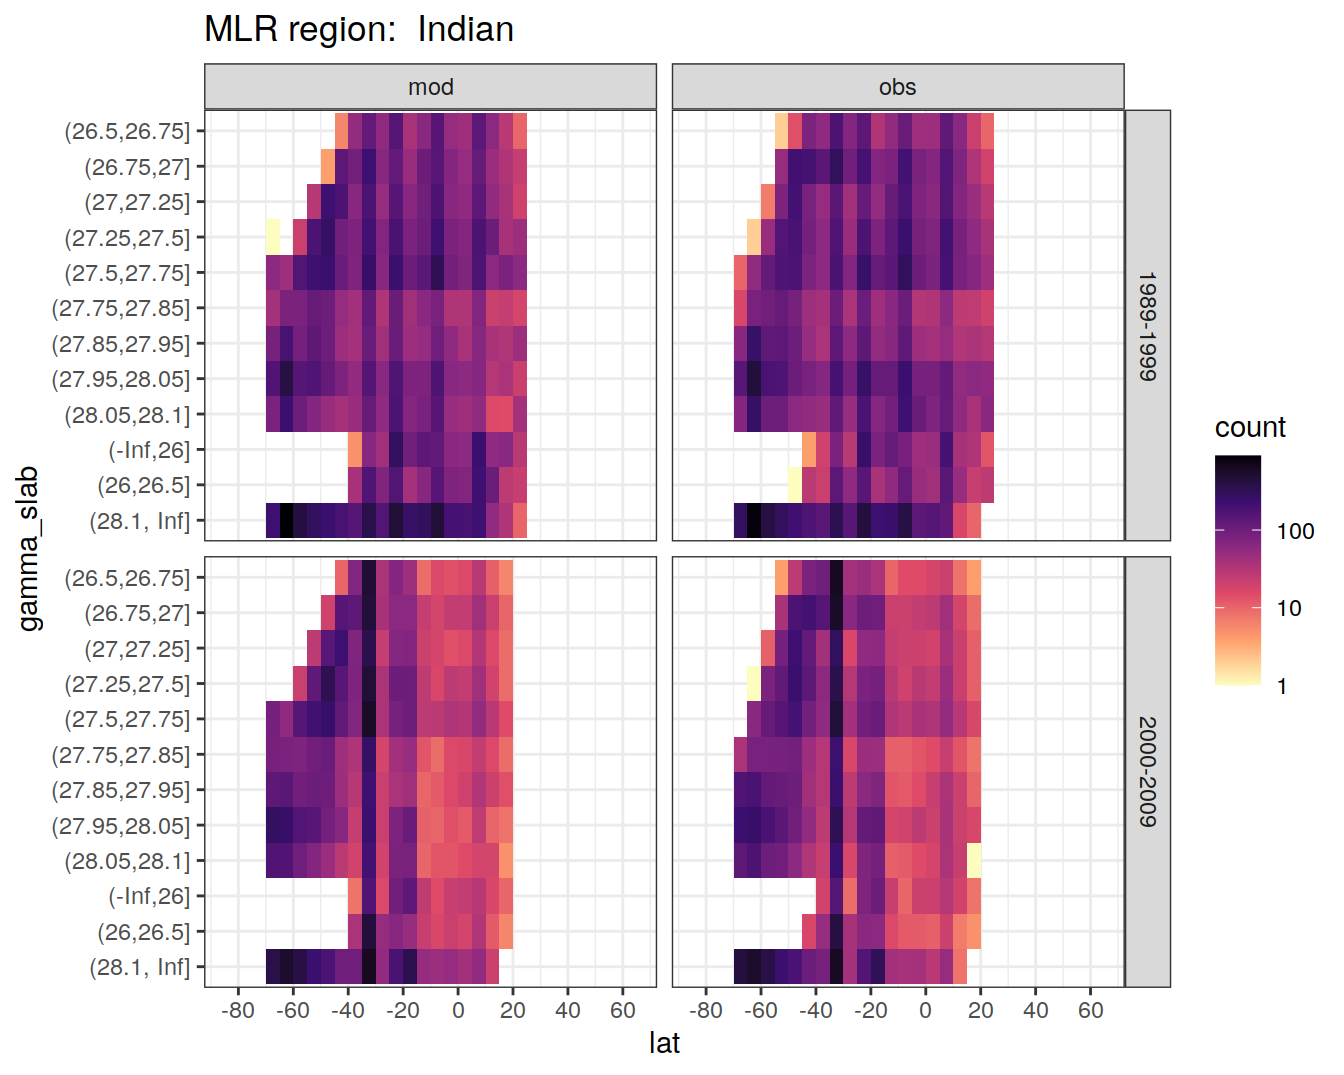 MLR region:  Indian
mod
obs
(26.5,26.75]
(26.75,27]
(27,27.25]
(27.25,27.5]
(27.5,27.75]
(27.75,27.85]
(27.85,27.95]
(27.95,28.05]
(28.05,28.1]
(-Inf,26]
(26,26.5]
(28.1, Inf]
1989-1999
(26.5,26.75]
(26.75,27]
(27,27.25]
(27.25,27.5]
(27.5,27.75]
(27.75,27.85]
(27.85,27.95]
(27.95,28.05]
(28.05,28.1]
(-Inf,26]
(26,26.5]
(28.1, Inf]
2000-2009
gamma_slab
-80 -60 -40 -20 0 20 40 60
-80 -60 -40 -20 0 20 40 60
lat
count
100
10
1